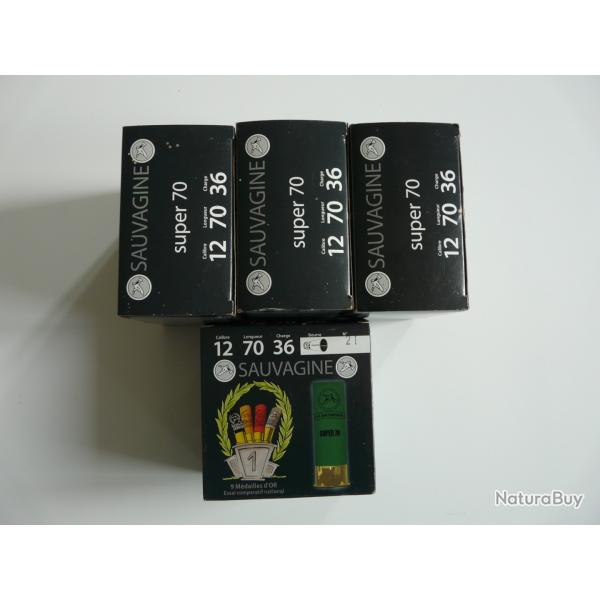 SAUVAGINE
super 70
Calibre Longueur Charge
12 70 36
SAUVAGINE
super 70
Calibre Longueur Charge
12 70 36
SAUVAGINE
super 70
Calibre Longueur Charge
12 70 36
Calibre Longueur Charge Bourre N°
12 70 36 21
SAUVAGINE
SUPER 70
1
9 Médailles d'OR
Essai comparatif national
NaturaBuy